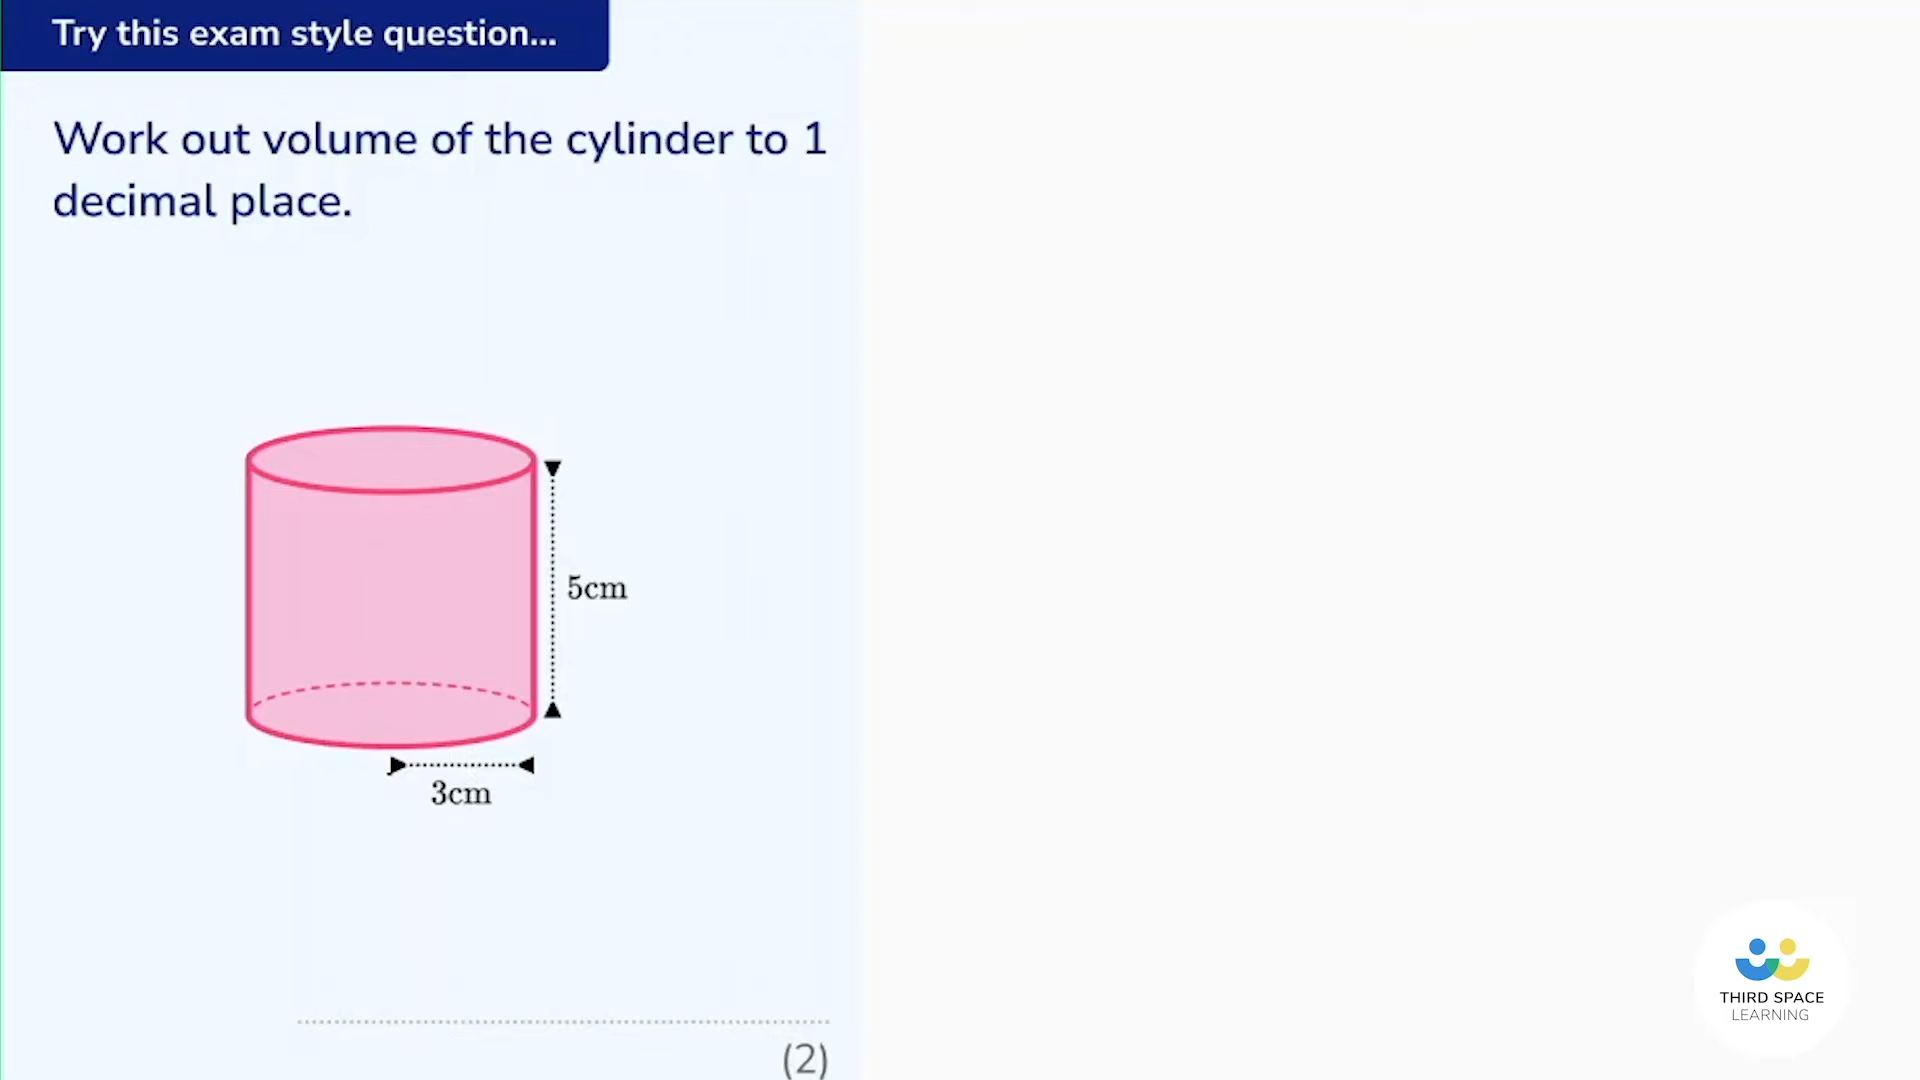 Try this exam style question...
Work out volume of the cylinder to 1
decimal place.
5cm
3cm
(2)
THIRD SPACE
LEARNING